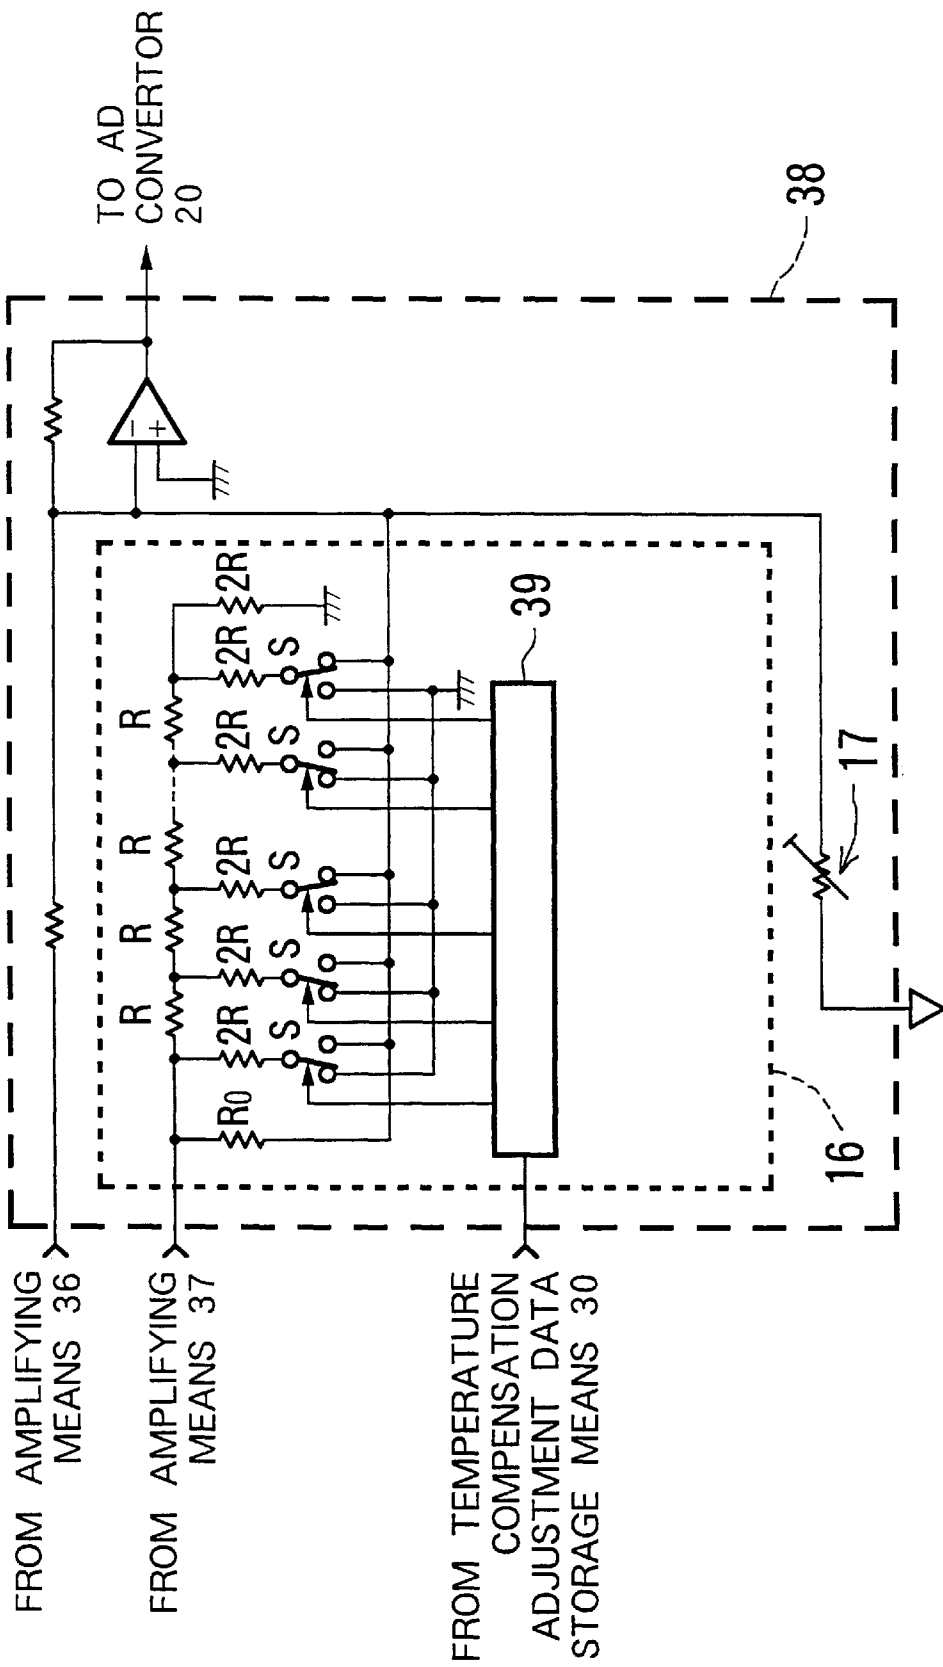 FROM AMPLIFYING
MEANS 36
FROM AMPLIFYING
MEANS 37
FROM TEMPERATURE
COMPENSATION
ADJUSTMENT DATA
STORAGE MEANS 30
TO AD
CONVERTOR
20
R R R R
R0 2R 2R 2R 2R 2R 2R
S S S S S
− +
39
38
16
17